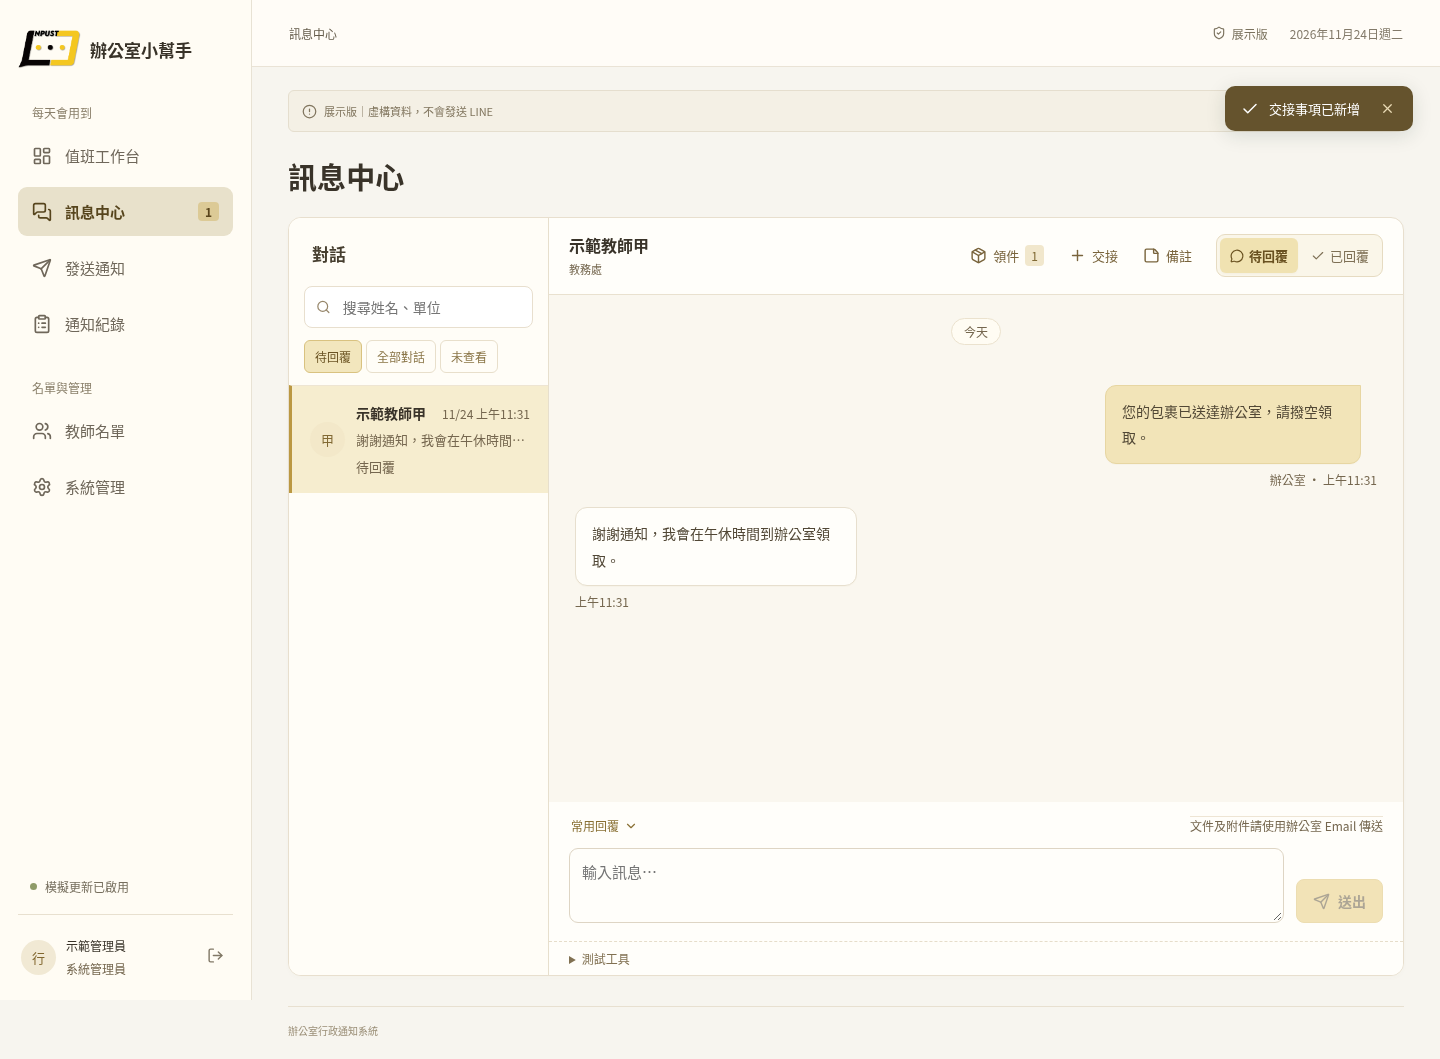 NPUST
辦公室小幫手
每天會用到
值班工作台
訊息中心 1
發送通知
通知紀錄
名單與管理
教師名單
系統管理
模擬更新已啟用
行
示範管理員
系統管理員
訊息中心
展示版 2026年11月24日週二
展示版｜虛構資料，不會發送 LINE
交接事項已新增
訊息中心
對話
搜尋姓名、單位
待回覆 全部對話 未查看
甲
示範教師甲 11/24 上午11:31
謝謝通知，我會在午休時間⋯
待回覆
示範教師甲
教務處
領件 1 交接 備註 待回覆 已回覆
今天
您的包裹已送達辦公室，請撥空領
取。
辦公室 · 上午11:31
謝謝通知，我會在午休時間到辦公室領
取。
上午11:31
常用回覆
文件及附件請使用辦公室 Email 傳送
輸入訊息⋯
送出
測試工具
辦公室行政通知系統